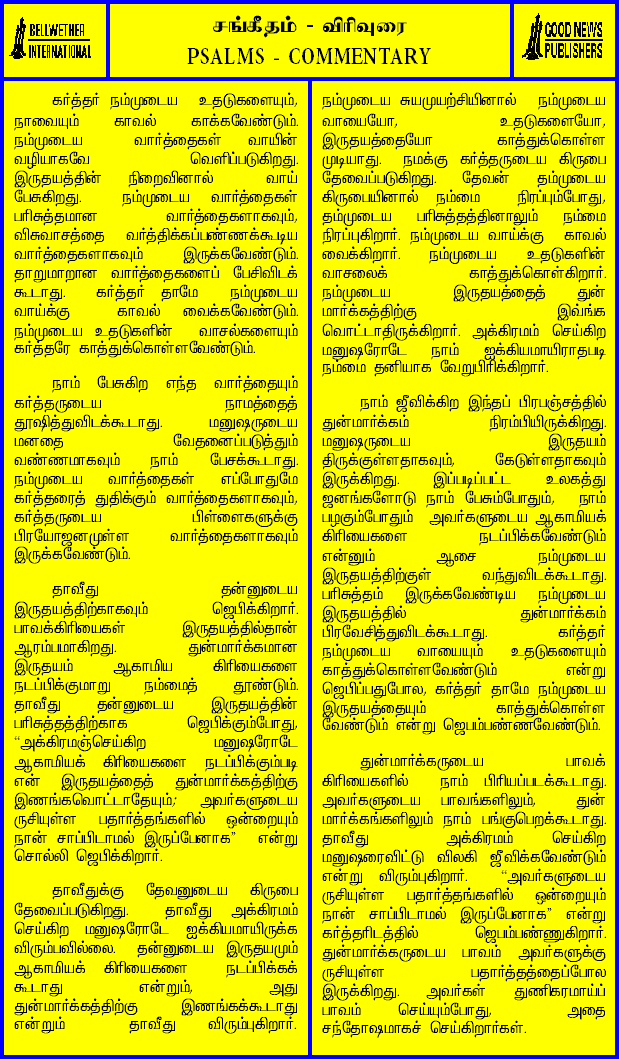 BELLWETHER
INTERNATIONAL
சங்கீதம் - விரிவுரை
PSALMS - COMMENTARY
GOOD NEWS
PUBLISHERS
கர்த்தர் நம்முடைய உதடுகளையும்,
நாவையும் காவல் காக்கவேண்டும்.
நம்முடைய வார்த்தைகள் வாயின்
வழியாகவே வெளிப்படுகிறது.
இருதயத்தின் நிறைவினால் வாய்
பேசுகிறது. நம்முடைய வார்த்தைகள்
பரிசுத்தமான வார்த்தைகளாகவும்,
விசுவாசத்தை வர்த்திக்கப்பண்ணக்கூடிய
வார்த்தைகளாகவும் இருக்கவேண்டும்.
தாறுமாறான வார்த்தைகளைப் பேசிவிடக்
கூடாது. கர்த்தர் தாமே நம்முடைய
வாய்க்கு காவல் வைக்கவேண்டும்.
நம்முடைய உதடுகளின் வாசல்களையும்
கர்த்தரே காத்துக்கொள்ளவேண்டும்.
நாம் பேசுகிற எந்த வார்த்தையும்
கர்த்தருடைய நாமத்தைத்
தூஷித்துவிடக்கூடாது. மனுஷருடைய
மனதை வேதனைப்படுத்தும்
வண்ணமாகவும் நாம் பேசக்கூடாது.
நம்முடைய வார்த்தைகள் எப்போதுமே
கர்த்தரைத் துதிக்கும் வார்த்தைகளாகவும்,
கர்த்தருடைய பிள்ளைகளுக்கு
பிரயோஜனமுள்ள வார்த்தைகளாகவும்
இருக்கவேண்டும்.
தாவீது தன்னுடைய
இருதயத்திற்காகவும் ஜெபிக்கிறார்.
பாவக்கிரியைகள் இருதயத்தில்தான்
ஆரம்பமாகிறது. துன்மார்க்கமான
இருதயம் ஆகாமிய கிரியைகளை
நடப்பிக்குமாறு நம்மைத் தூண்டும்.
தாவீது தன்னுடைய இருதயத்தின்
பரிசுத்தத்திற்காக ஜெபிக்கும்போது,
“அக்கிரமஞ்செய்கிற மனுஷரோடே
ஆகாமியக் கிரியைகளை நடப்பிக்கும்படி
என் இருதயத்தைத் துன்மார்க்கத்திற்கு
இணங்கவொட்டாதேயும்; அவர்களுடைய
ருசியுள்ள பதார்த்தங்களில் ஒன்றையும்
நான் சாப்பிடாமல் இருப்பேனாக” என்று
சொல்லி ஜெபிக்கிறார்.
தாவீதுக்கு தேவனுடைய கிருபை
தேவைப்படுகிறது. தாவீது அக்கிரமம்
செய்கிற மனுஷரோடே ஐக்கியமாயிருக்க
விரும்பவில்லை. தன்னுடைய இருதயமும்
ஆகாமியக் கிரியைகளை நடப்பிக்கக்
கூடாது என்றும், அது
துன்மார்க்கத்திற்கு இணங்கக்கூடாது
என்றும் தாவீது விரும்புகிறார்.
நம்முடைய சுயமுயற்சியினால் நம்முடைய
வாயையோ, உதடுகளையோ,
இருதயத்தையோ காத்துக்கொள்ள
முடியாது. நமக்கு கர்த்தருடைய கிருபை
தேவைப்படுகிறது. தேவன் தம்முடைய
கிருபையினால் நம்மை நிரப்பும்போது,
தம்முடைய பரிசுத்தத்தினாலும் நம்மை
நிரப்புகிறார். நம்முடைய வாய்க்கு காவல்
வைக்கிறார். நம்முடைய உதடுகளின்
வாசலைக் காத்துக்கொள்கிறார்.
நம்முடைய இருதயத்தைத் துன்
மார்க்கத்திற்கு இவ்ங்க
வொட்டாதிருக்கிறார். அக்கிரமம் செய்கிற
மனுஷரோடே நாம் ஐக்கியமாயிராதபடி
நம்மை தனியாக வேறுபிரிக்கிறார்.
நாம் ஜீவிக்கிற இந்தப் பிரபஞ்சத்தில்
துன்மார்க்கம் நிரம்பியிருக்கிறது.
மனுஷருடைய இருதயம்
திருக்குள்ளதாகவும், கேடுள்ளதாகவும்
இருக்கிறது. இப்படிப்பட்ட உலகத்து
ஜனங்களோடு நாம் பேசும்போதும், நாம்
பழகும்போதும் அவர்களுடைய ஆகாமியக்
கிரியைகளை நடப்பிக்கவேண்டும்
என்னும் ஆசை நம்முடைய
இருதயத்திற்குள் வந்துவிடக்கூடாது.
பரிசுத்தம் இருக்கவேண்டிய நம்முடைய
இருதயத்தில் துன்மார்க்கம்
பிரவேசித்துவிடக்கூடாது. கர்த்தர்
நம்முடைய வாயையும் உதடுகளையும்
காத்துக்கொள்ளவேண்டும் என்று
ஜெபிப்பதுபோல, கர்த்தர் தாமே நம்முடைய
இருதயத்தையும் காத்துக்கொள்ள
வேண்டும் என்று ஜெபம்பண்ணவேண்டும்.
துன்மார்க்கருடைய பாவக்
கிரியைகளில் நாம் பிரியப்படக்கூடாது.
அவர்களுடைய பாவங்களிலும், துன்
மார்க்கங்களிலும் நாம் பங்குபெறக்கூடாது.
தாவீது அக்கிரமம் செய்கிற
மனுஷரைவிட்டு விலகி ஜீவிக்கவேண்டும்
என்று விரும்புகிறார். “அவர்களுடைய
ருசியுள்ள பதார்த்தங்களில் ஒன்றையும்
நான் சாப்பிடாமல் இருப்பேனாக” என்று
கர்த்தரிடத்தில் ஜெபம்பண்ணுகிறார்.
துன்மார்க்கருடைய பாவம் அவர்களுக்கு
ருசியுள்ள பதார்த்தத்தைப்போல
இருக்கிறது. அவர்கள் துணிகரமாய்ப்
பாவம் செய்யும்போது, அதை
சந்தோஷமாகச் செய்கிறார்கள்.